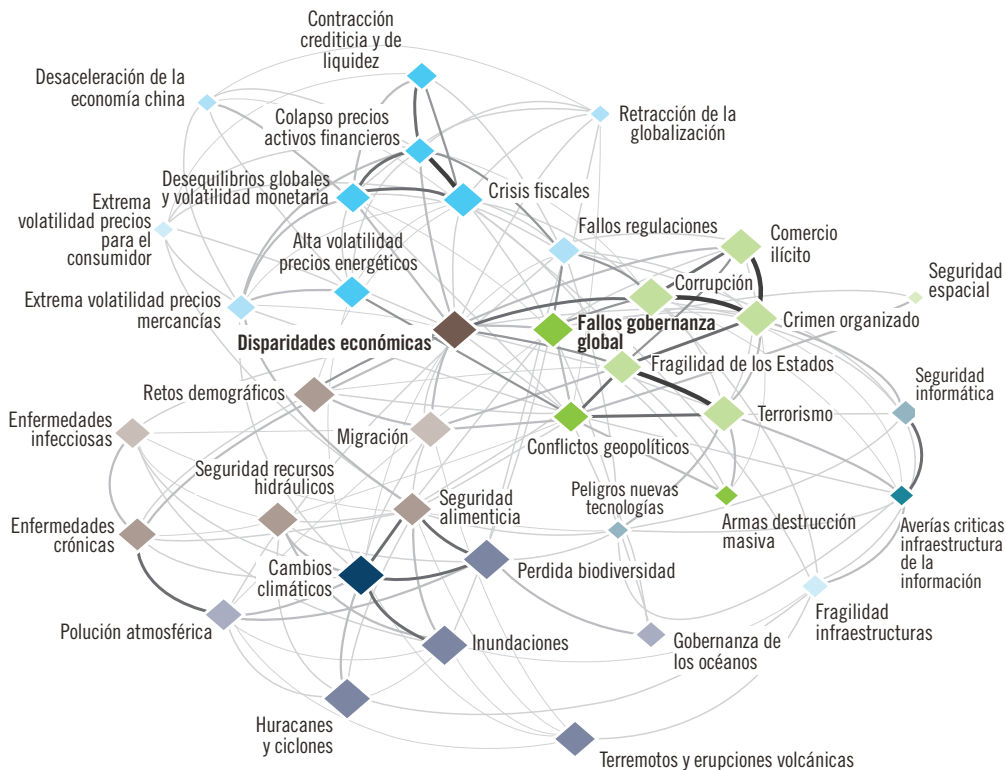 Contracción
crediticia y de
liquidez
Desaceleración de la
economía china
Colapso precios
activos financieros
Retracción de la
globalización
Desequilibrios globales
y volatilidad monetaria
Crisis fiscales
Extrema
volatilidad precios
para el
consumidor
Alta volatilidad
precios energéticos
Fallos regulaciones
Comercio
ilícito
Corrupción
Seguridad
espacial
Extrema volatilidad precios
mercancías
Disparidades económicas
Fallos gobernanza
global
Crimen organizado
Fragilidad de los Estados
Retos demográficos
Seguridad
informática
Enfermedades
infecciosas
Migración
Terrorismo
Conflictos geopolíticos
Seguridad recursos
hidráulicos
Seguridad
alimenticia
Peligros nuevas
tecnologías
Armas destrucción
masiva
Averías criticas
infraestructura
de la
información
Enfermedades
crónicas
Cambios
climáticos
Perdida biodiversidad
Polución atmosférica
Inundaciones
Gobernanza de
los océanos
Fragilidad
infraestructuras
Huracanes
y ciclones
Terremotos y erupciones volcánicas